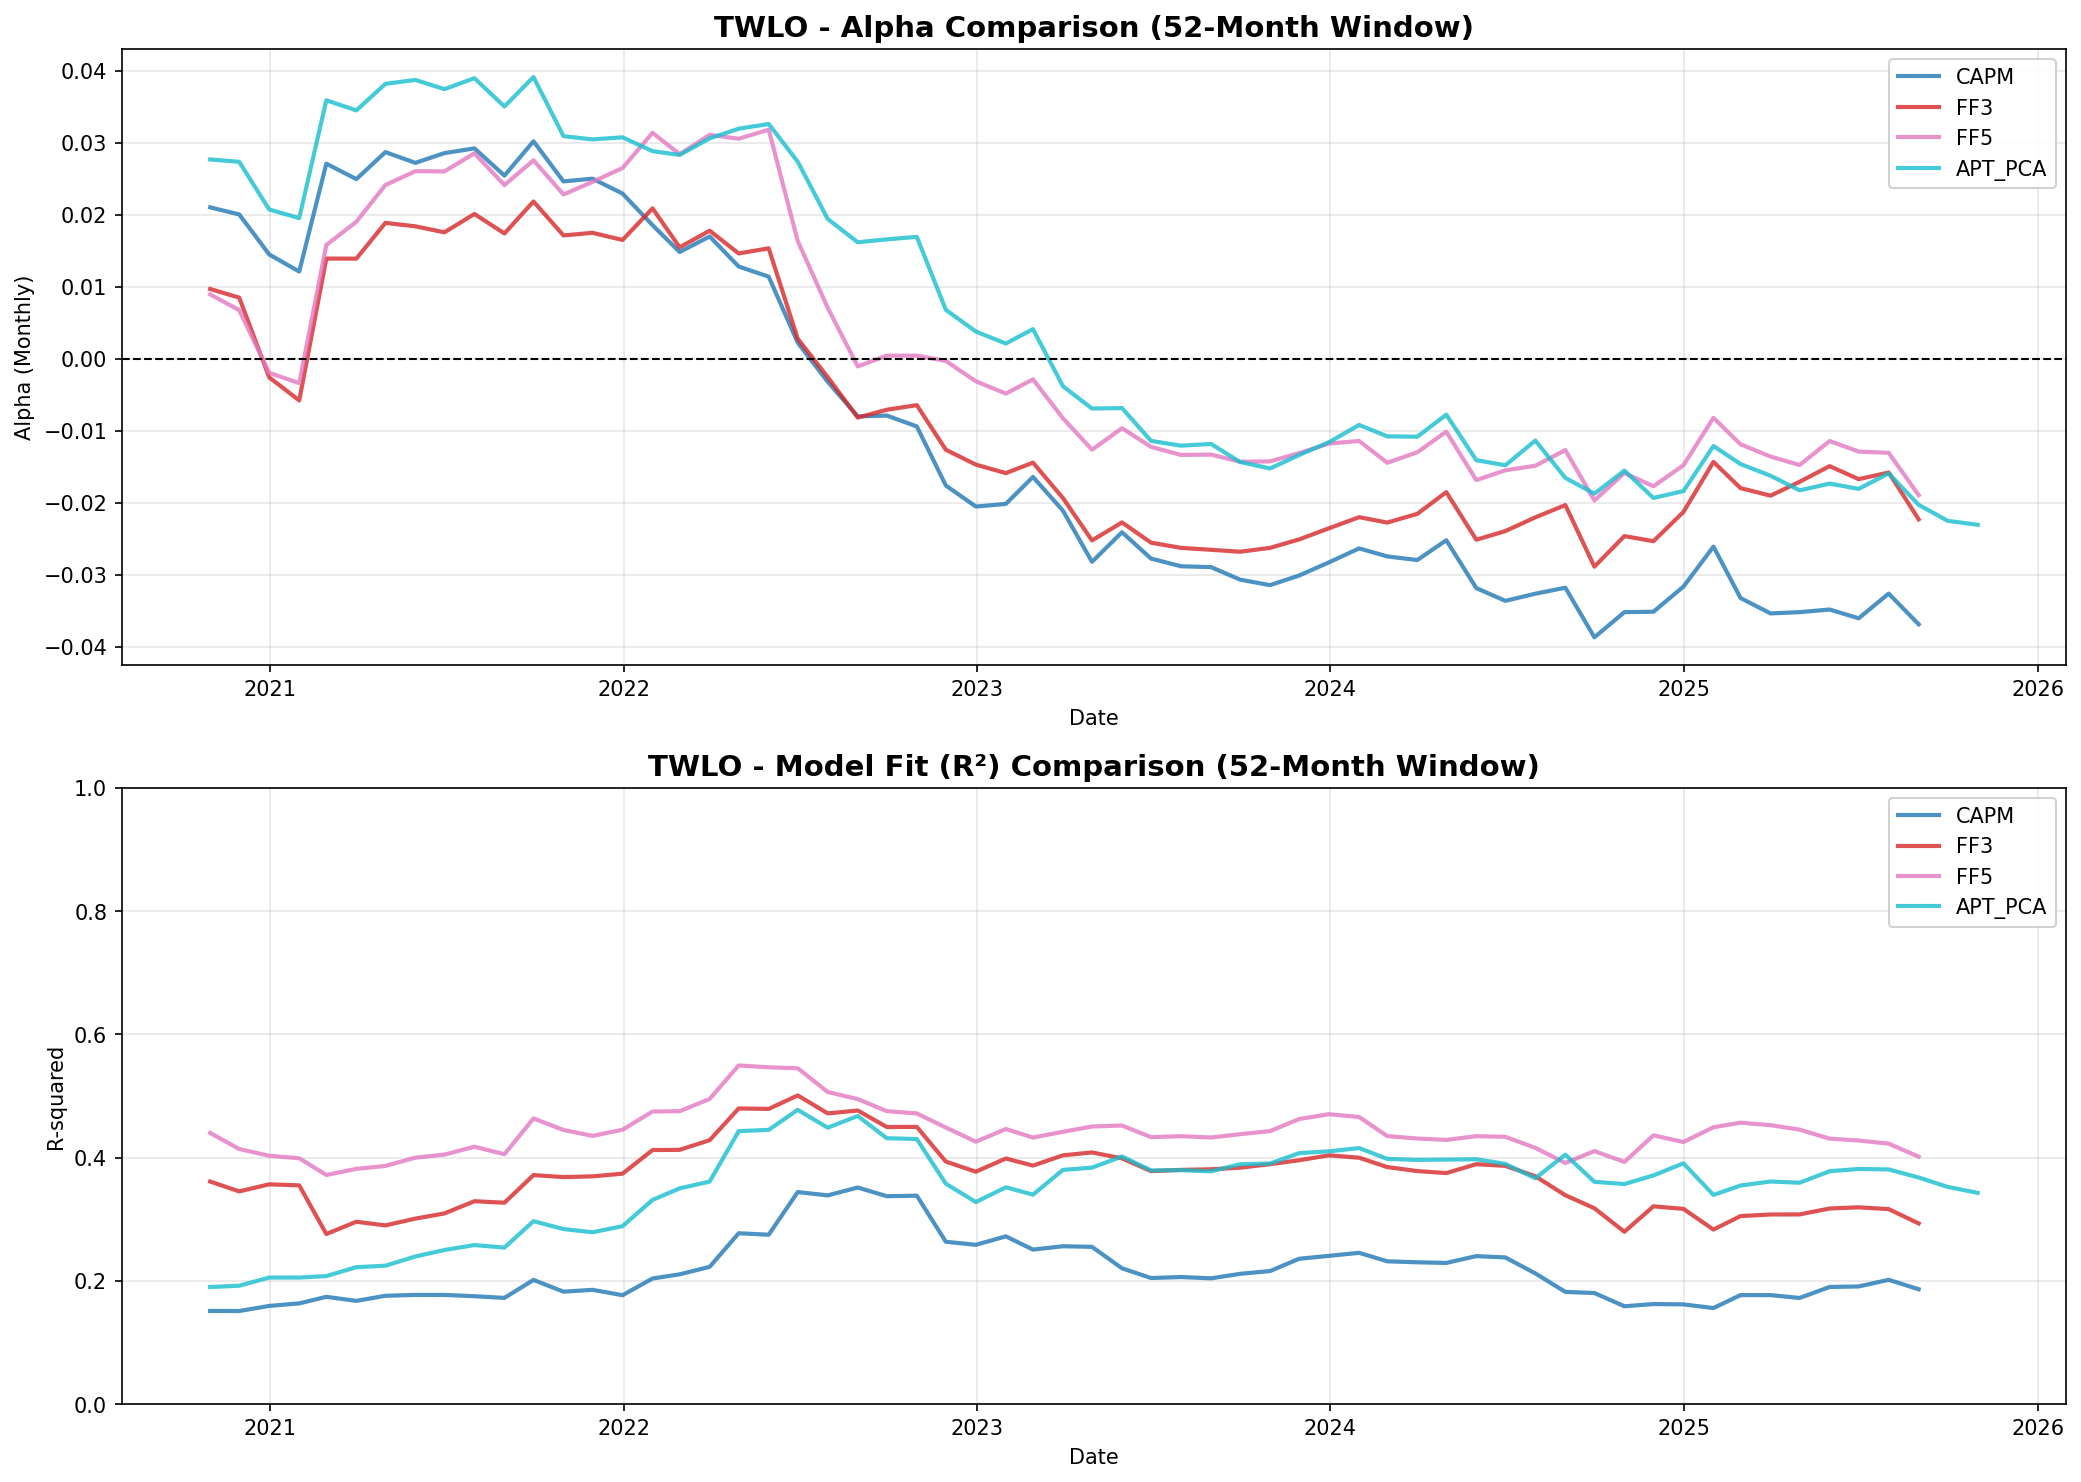 TWLO - Alpha Comparison (52-Month Window)
0.04
0.03
0.02
0.01
0.00
−0.01
−0.02
−0.03
−0.04
Alpha (Monthly)
CAPM
FF3
FF5
APT_PCA
2021 2022 2023 2024 2025 2026
Date
TWLO - Model Fit (R²) Comparison (52-Month Window)
1.0
0.8
0.6
0.4
0.2
0.0
R-squared
CAPM
FF3
FF5
APT_PCA
2021 2022 2023 2024 2025 2026
Date